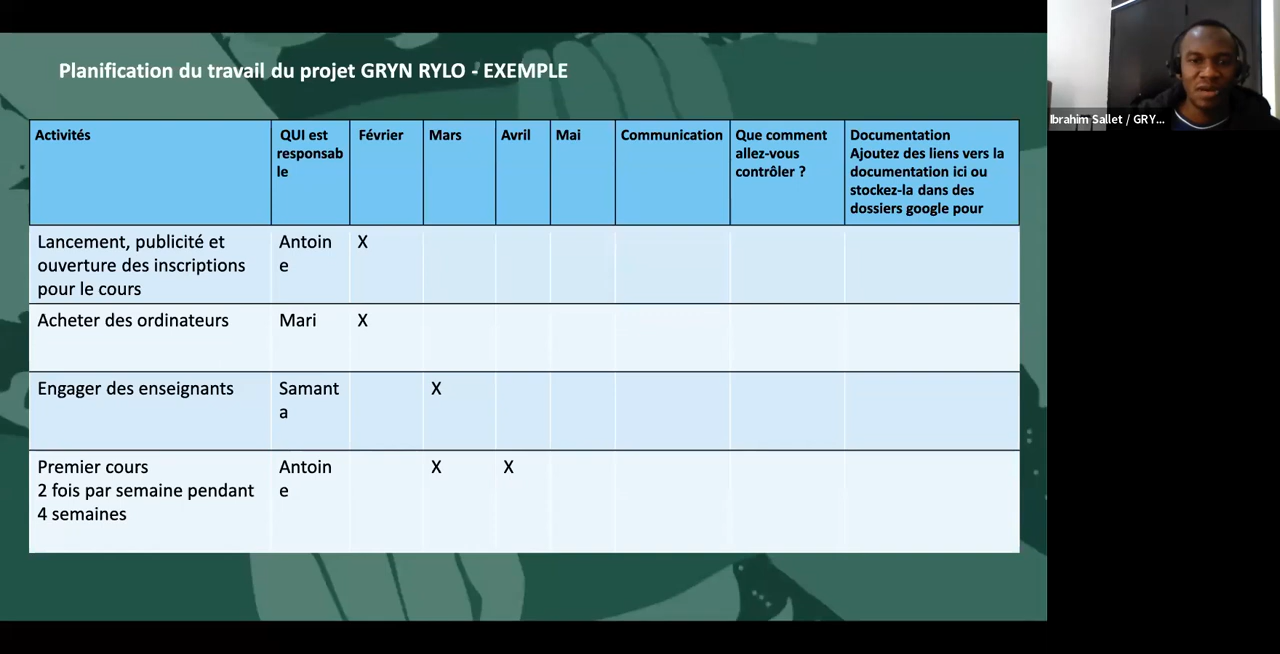 Planification du travail du projet GRYN RYLO - EXEMPLE
Ibrahim Sallet / GRY...
Activités
QUI est
responsab
le
Février
Mars
Avril
Mai
Communication
Que comment
allez-vous
contrôler ?
Documentation
Ajoutez des liens vers la
documentation ici ou
stockez-la dans des
dossiers google pour
Lancement, publicité et
ouverture des inscriptions
pour le cours
Antoin
e
X
Acheter des ordinateurs
Mari
X
Engager des enseignants
Samant
a
X
Premier cours
2 fois par semaine pendant
4 semaines
Antoin
e
X
X